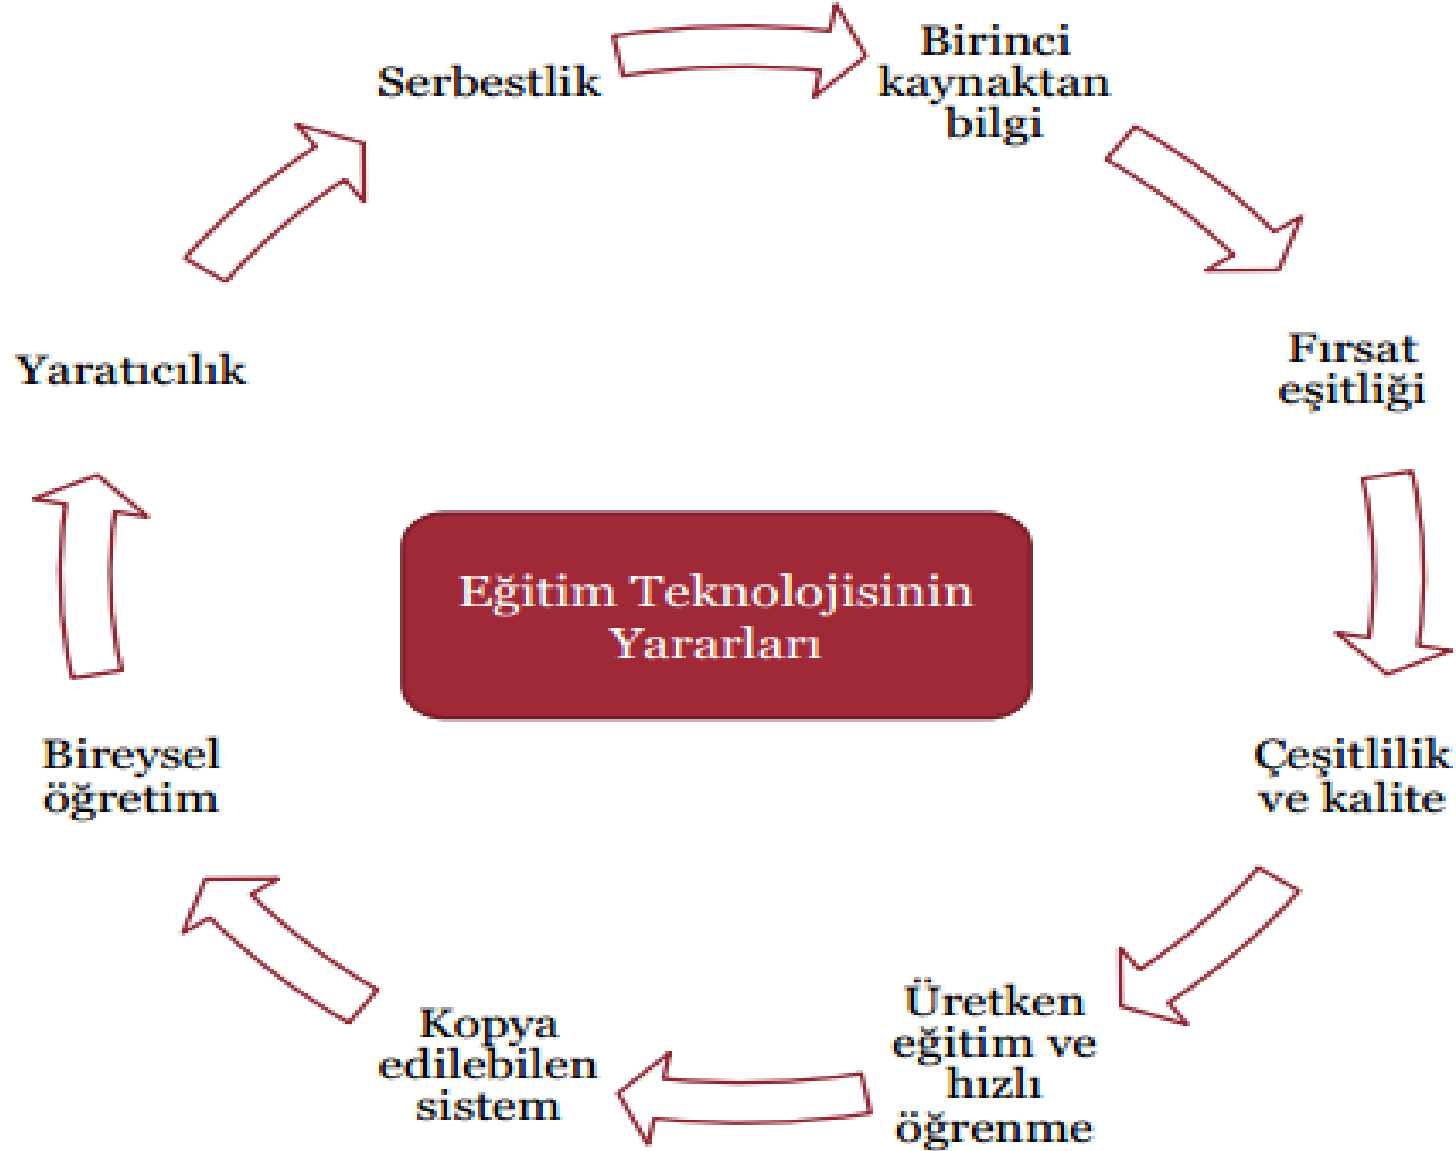 Serbestlik
Birinci
kaynaktan
bilgi
Fırsat
eşitliği
Çeşitlilik
ve kalite
Üretken
eğitim ve
hızlı
öğrenme
Kopya
edilebilen
sistem
Bireysel
öğretim
Yaratıcılık
Eğitim Teknolojisinin
Yararları